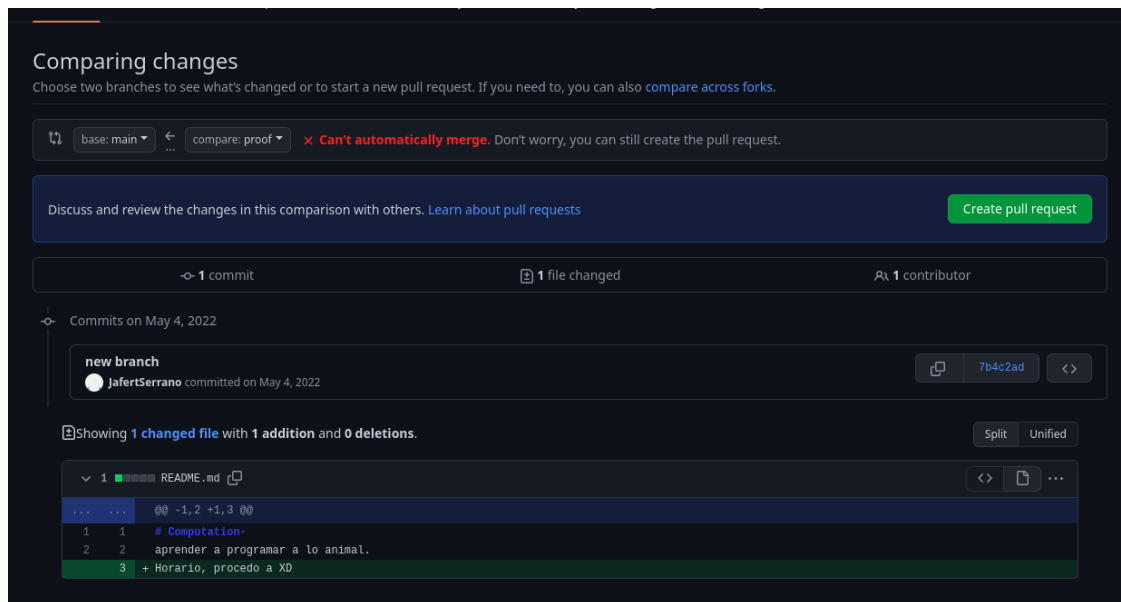 Comparing changes
Choose two branches to see what's changed or to start a new pull request. If you need to, you can also compare across forks.
base: main ... compare: proof Can't automatically merge. Don't worry, you can still create the pull request.
Discuss and review the changes in this comparison with others. Learn about pull requests Create pull request
1 commit 1 file changed 1 contributor
Commits on May 4, 2022
new branch
JafertSerrano committed on May 4, 2022 7b4c2ad
Showing 1 changed file with 1 addition and 0 deletions. Split Unified
1 README.md ...
... ... @@ -1,2 +1,3 @@
1 1 # Computation-
2 2 aprender a programar a lo animal.
3 + Horario, procedo a XD